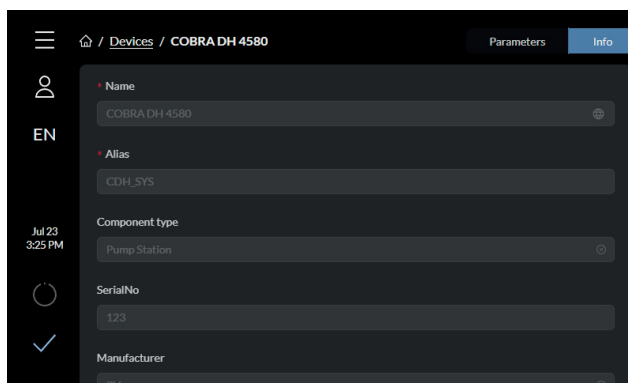 / Devices / COBRA DH 4580
Parameters
Info
* Name
COBRA DH 4580
EN
* Alias
CDH_SYS
Component type
Jul 23
3:25 PM
Pump Station
SerialNo
123
Manufacturer